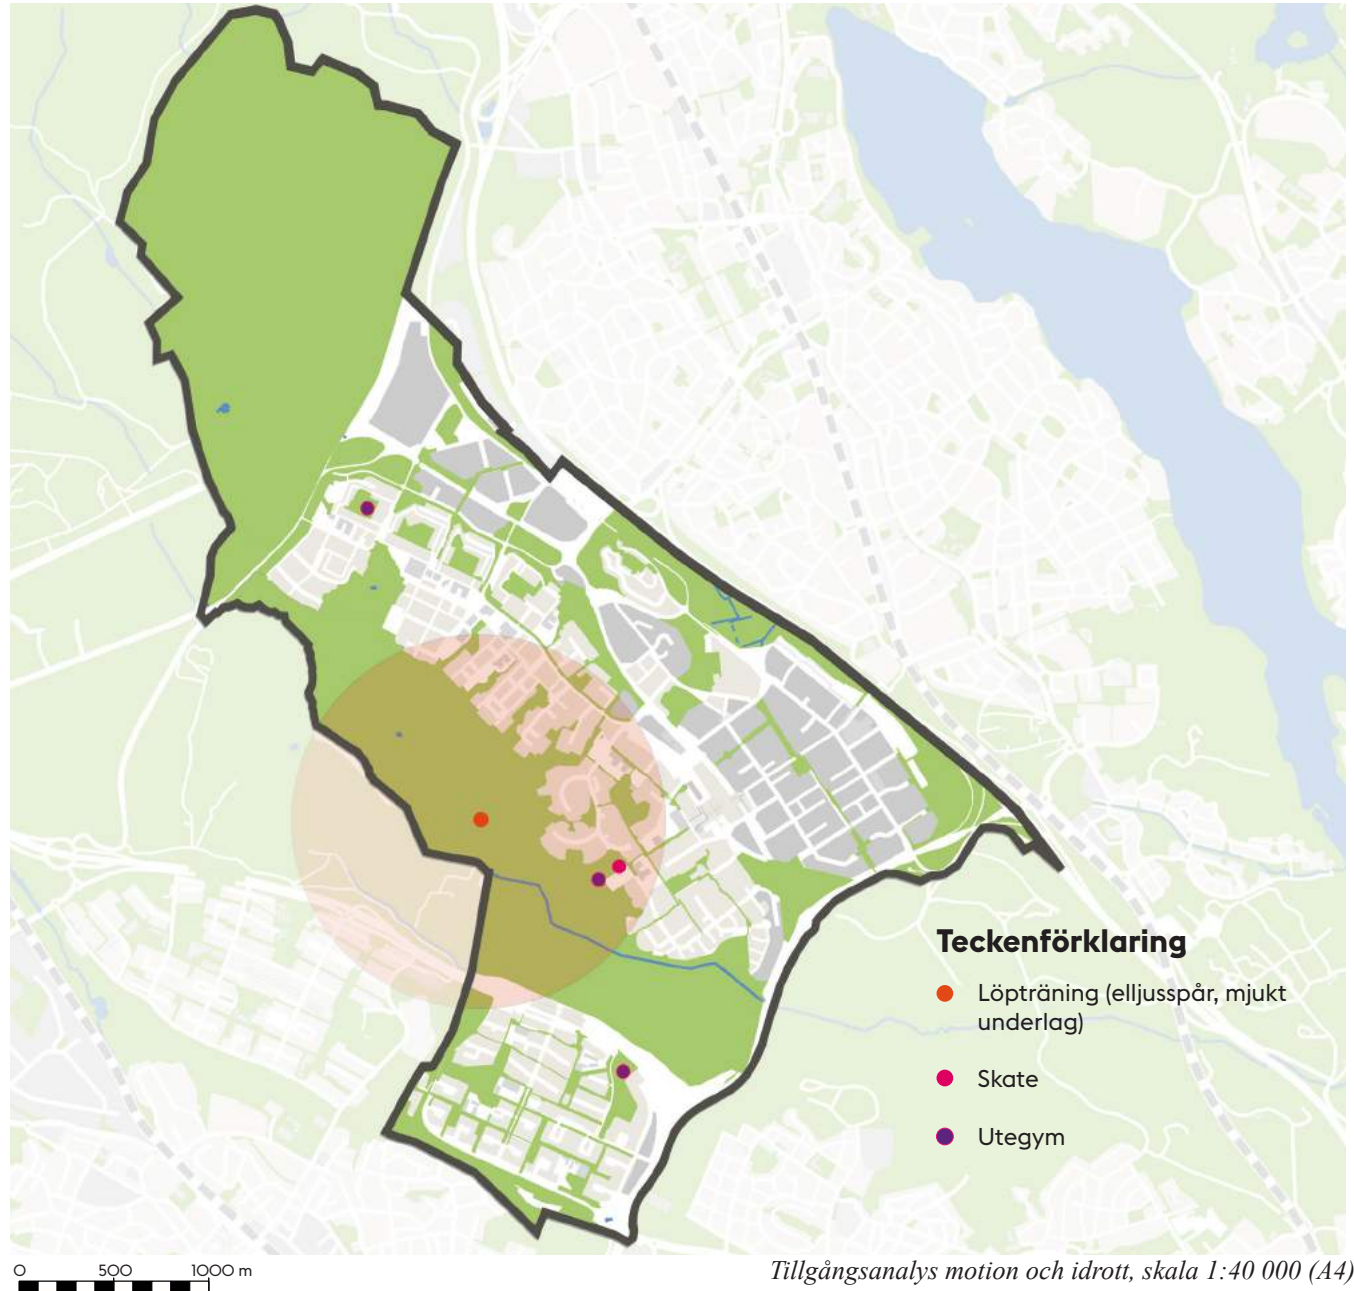 Teckenförklaring
Löpträning (elljusspår, mjukt
underlag)
Skate
Utegym
0 500 1000 m
Tillgångsanalys motion och idrott, skala 1:40 000 (A4)